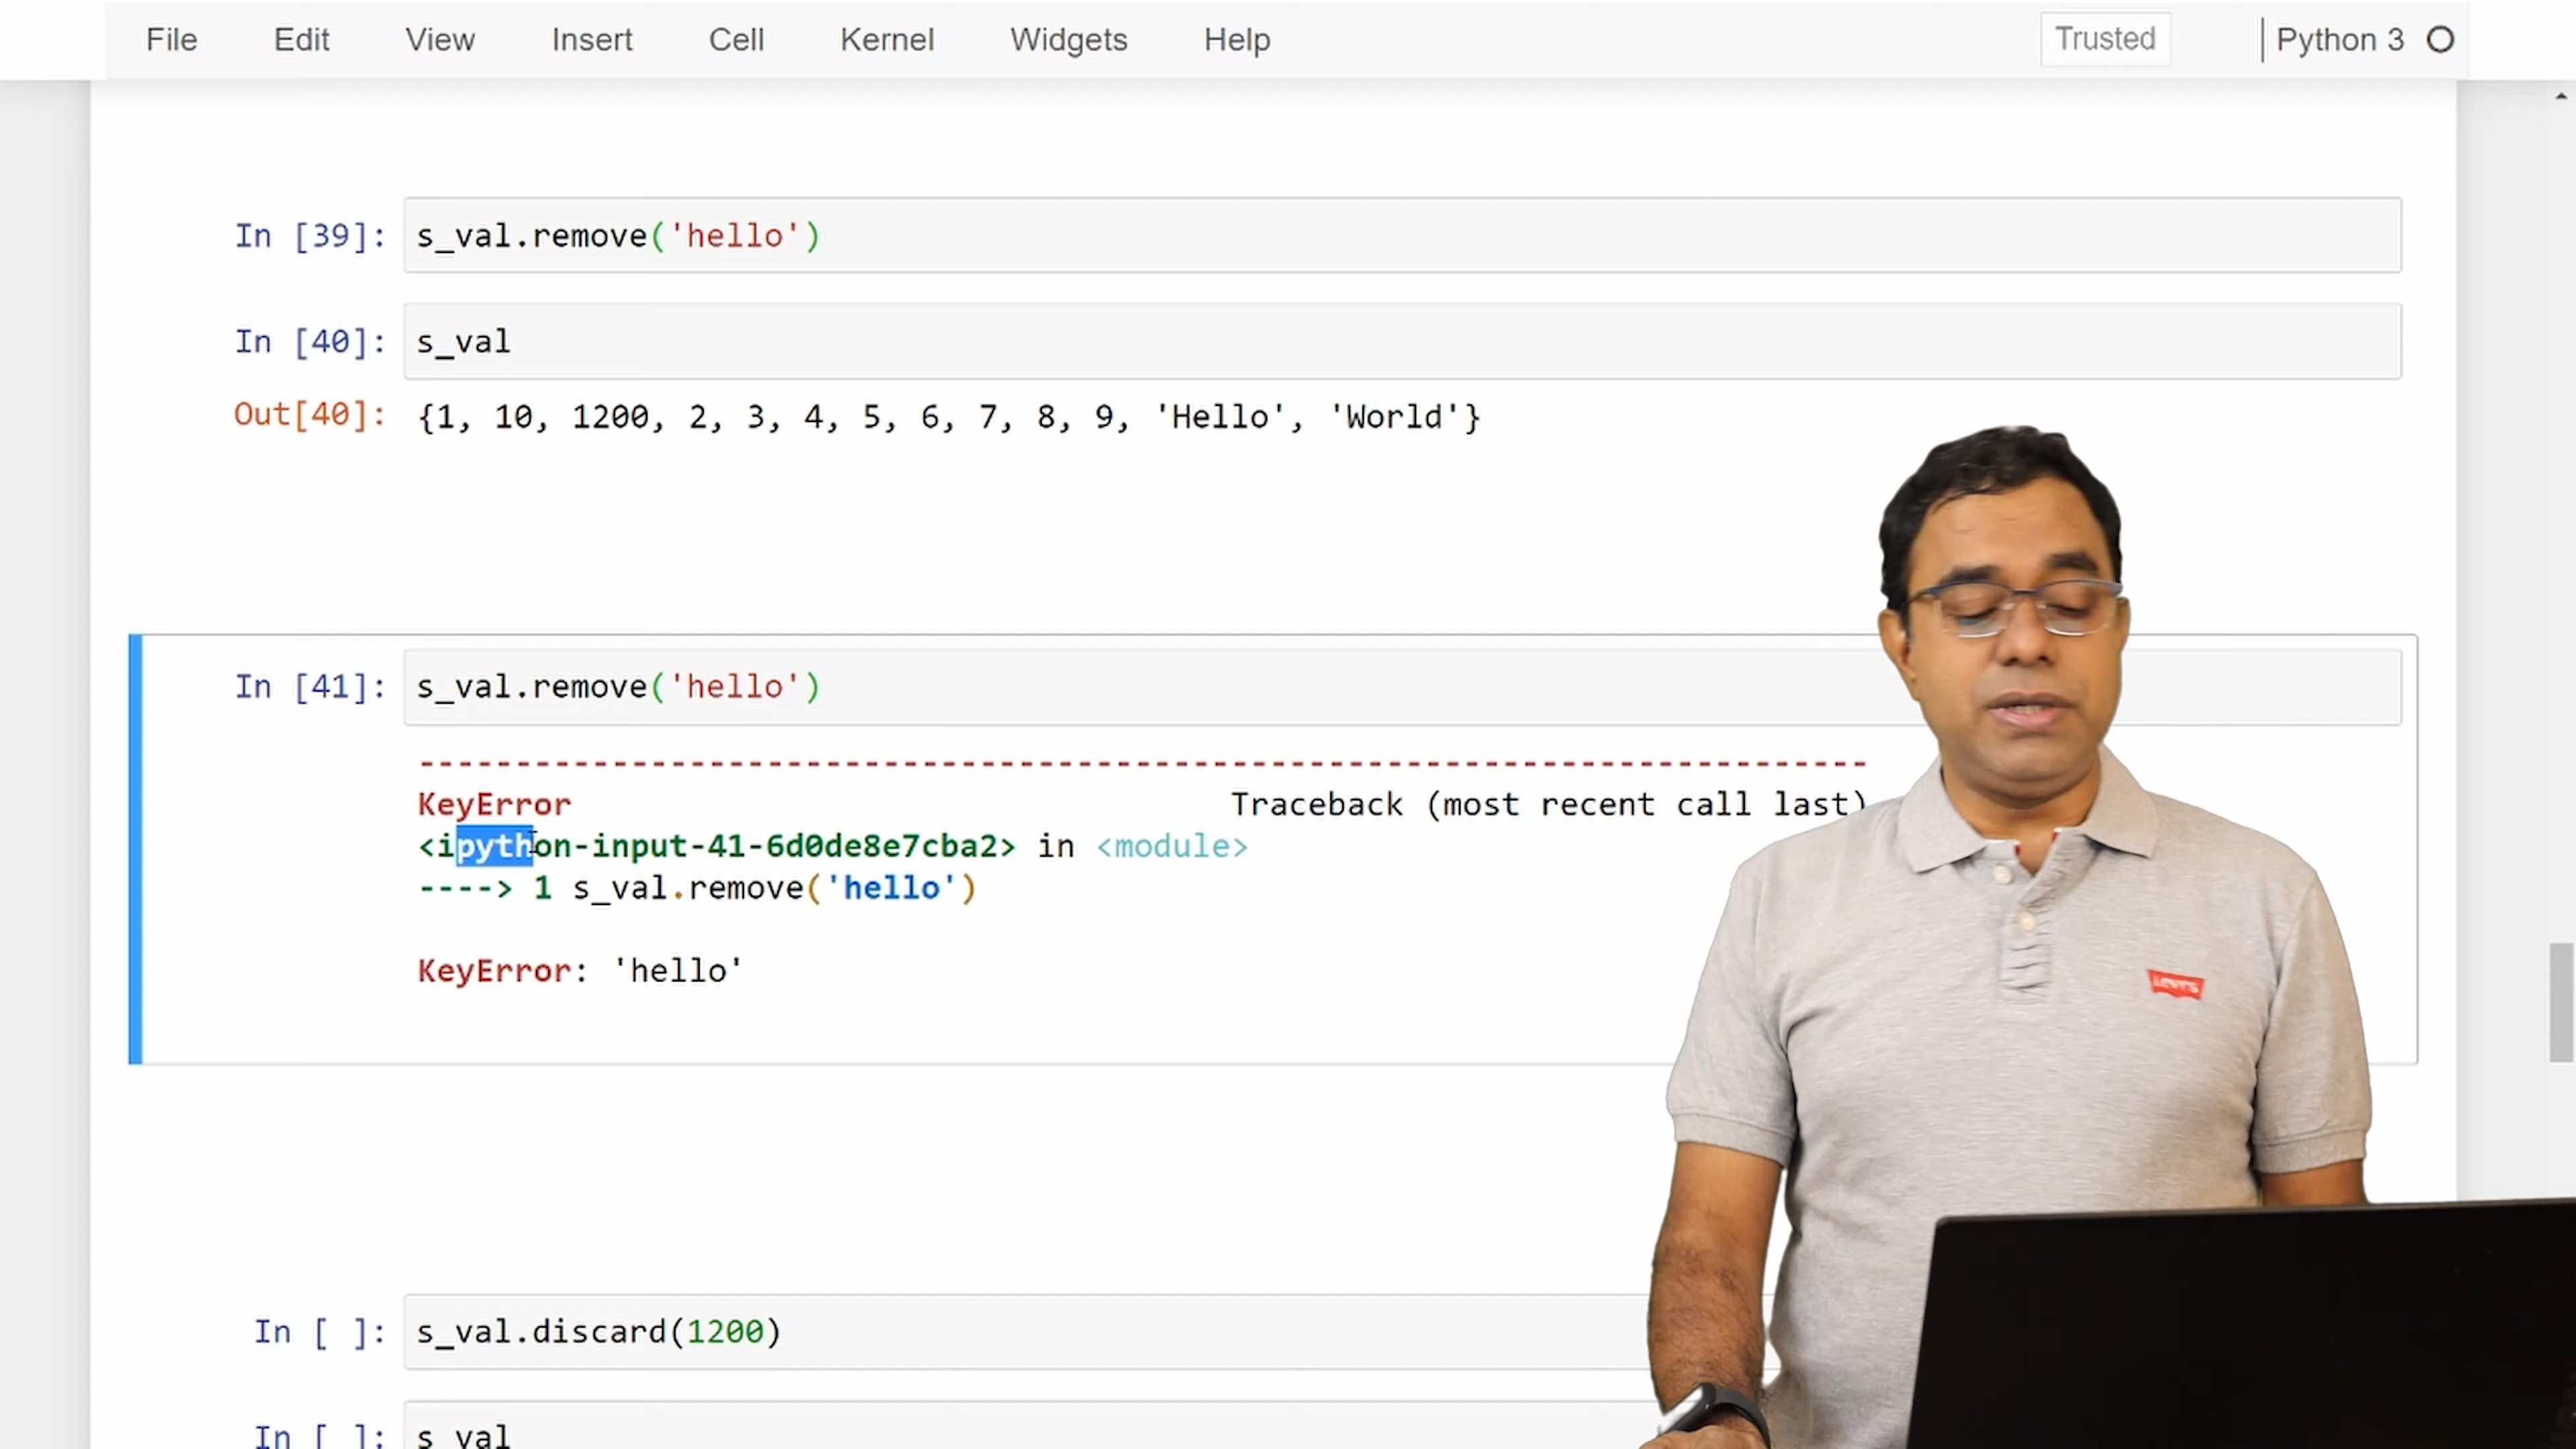 File Edit View Insert Cell Kernel Widgets Help Trusted Python 3
In [39]: s_val.remove('hello')
In [40]: s_val
Out[40]: {1, 10, 1200, 2, 3, 4, 5, 6, 7, 8, 9, 'Hello', 'World'}
In [41]: s_val.remove('hello')
---------------------------------------------------------------------------
KeyError Traceback (most recent call last)
<ipython-input-41-6d0de8e7cba2> in <module>
----> 1 s_val.remove('hello')
KeyError: 'hello'
Levi's
In [ ]: s_val.discard(1200)
In [ ]: s_val